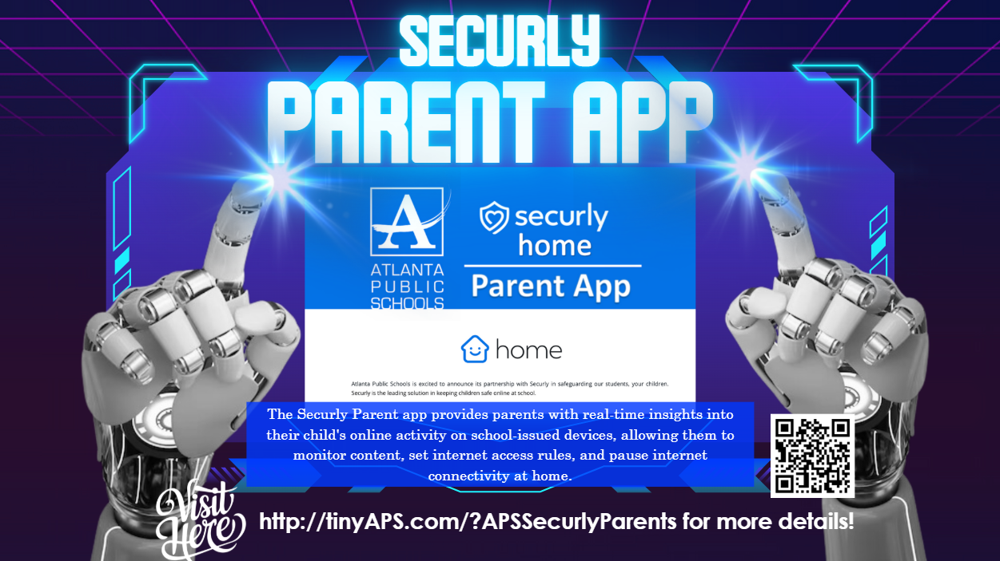 SECURLY
PARENT APP
A
ATLANTA
PUBLIC
SCHOOLS
securly
home
Parent App
home
Atlanta Public Schools is excited to announce its partnership with Securly in safeguarding our students, your children.
Securly is the leading solution in keeping children safe online at school.
The Securly Parent app provides parents with real-time insights into
their child's online activity on school-issued devices, allowing them to
monitor content, set internet access rules, and pause internet
connectivity at home.
Visit
Here
http://tinyAPS.com/?APSSecurlyParents for more details!